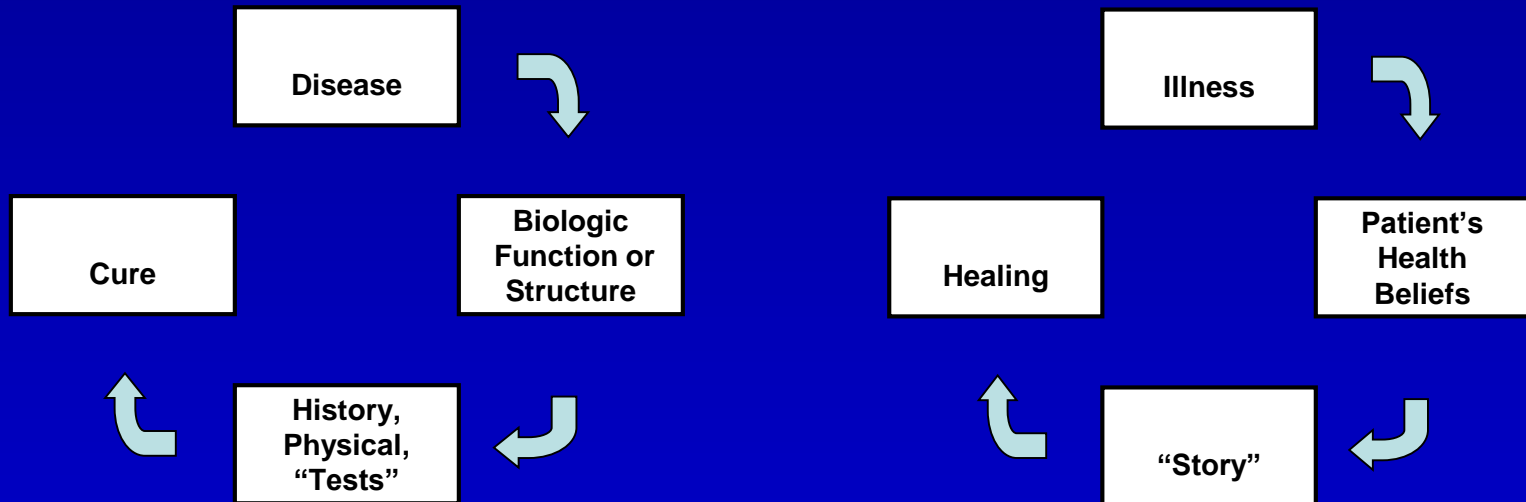 Disease
Biologic
Function or
Structure
Cure
History,
Physical,
“Tests”
Illness
Patient’s
Health
Beliefs
Healing
“Story”